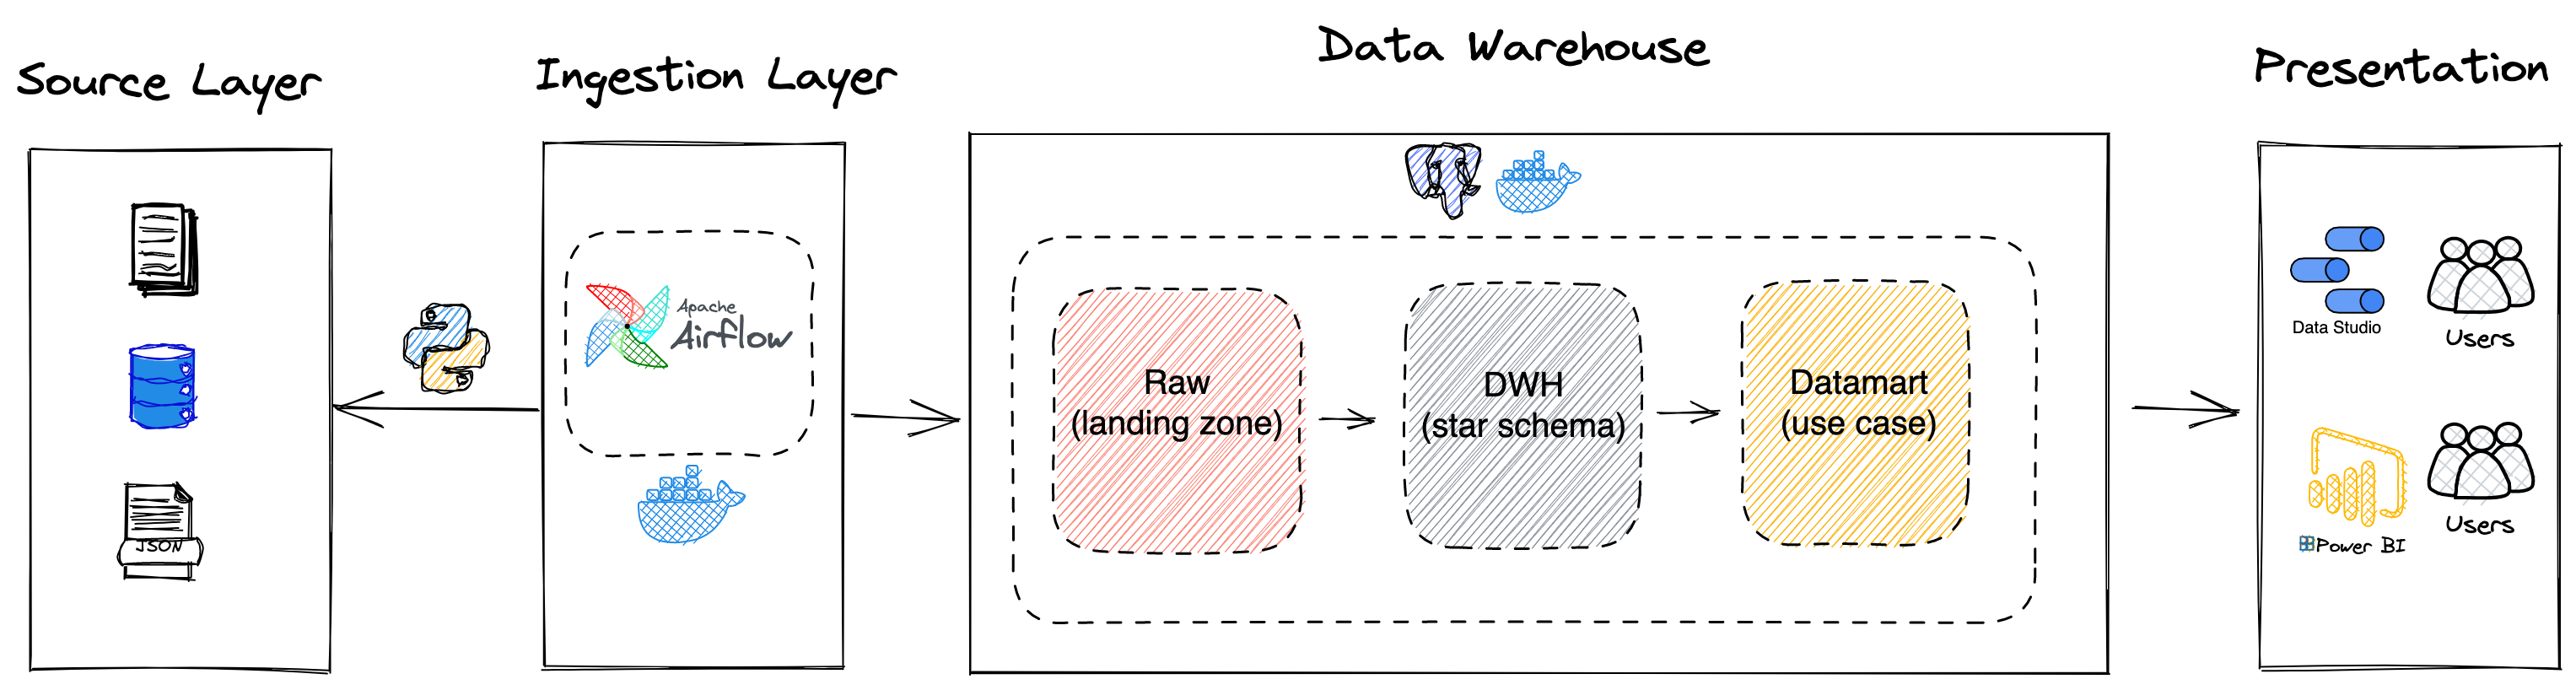 Source Layer
Ingestion Layer
Data Warehouse
Presentation
JSON
Apache
Airflow
Raw
(landing zone)
DWH
(star schema)
Datamart
(use case)
Data Studio
Users
Power BI
Users